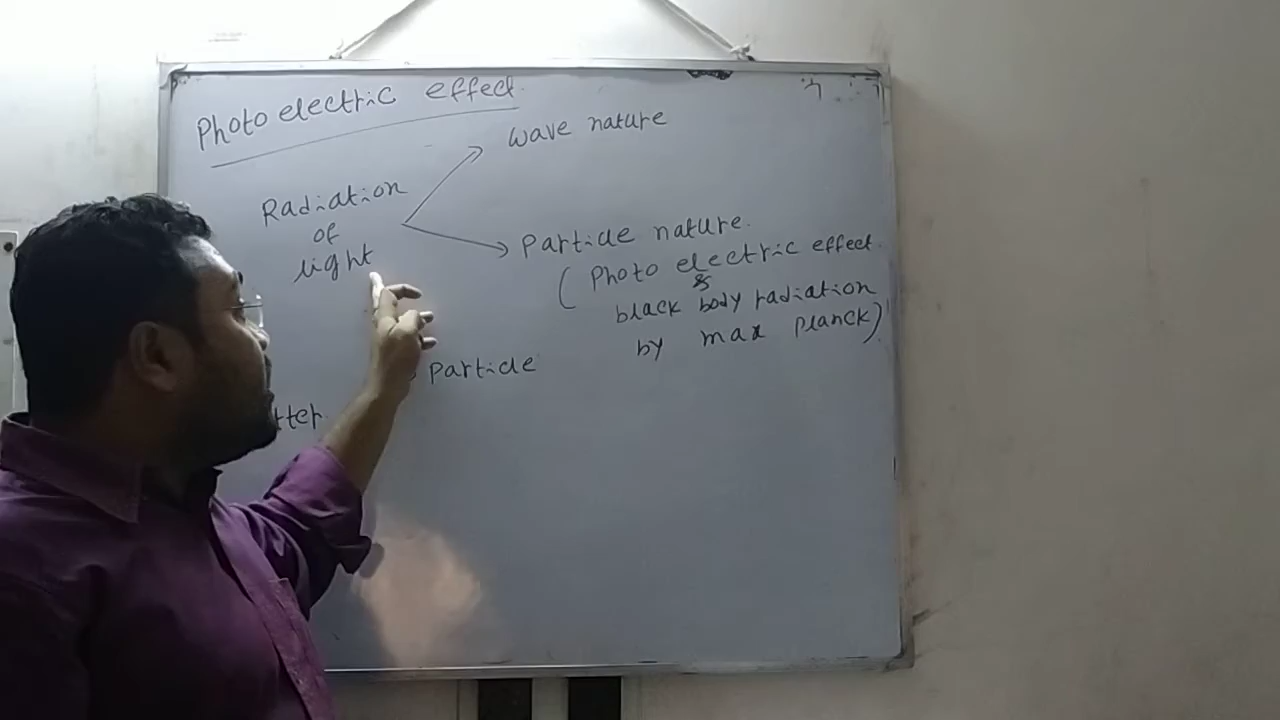 Photo electric effect.
wave nature
Radiation
of
light
Particle nature.
( Photo electric effect
&
black body radiation
by max Planck)
Particle
tter